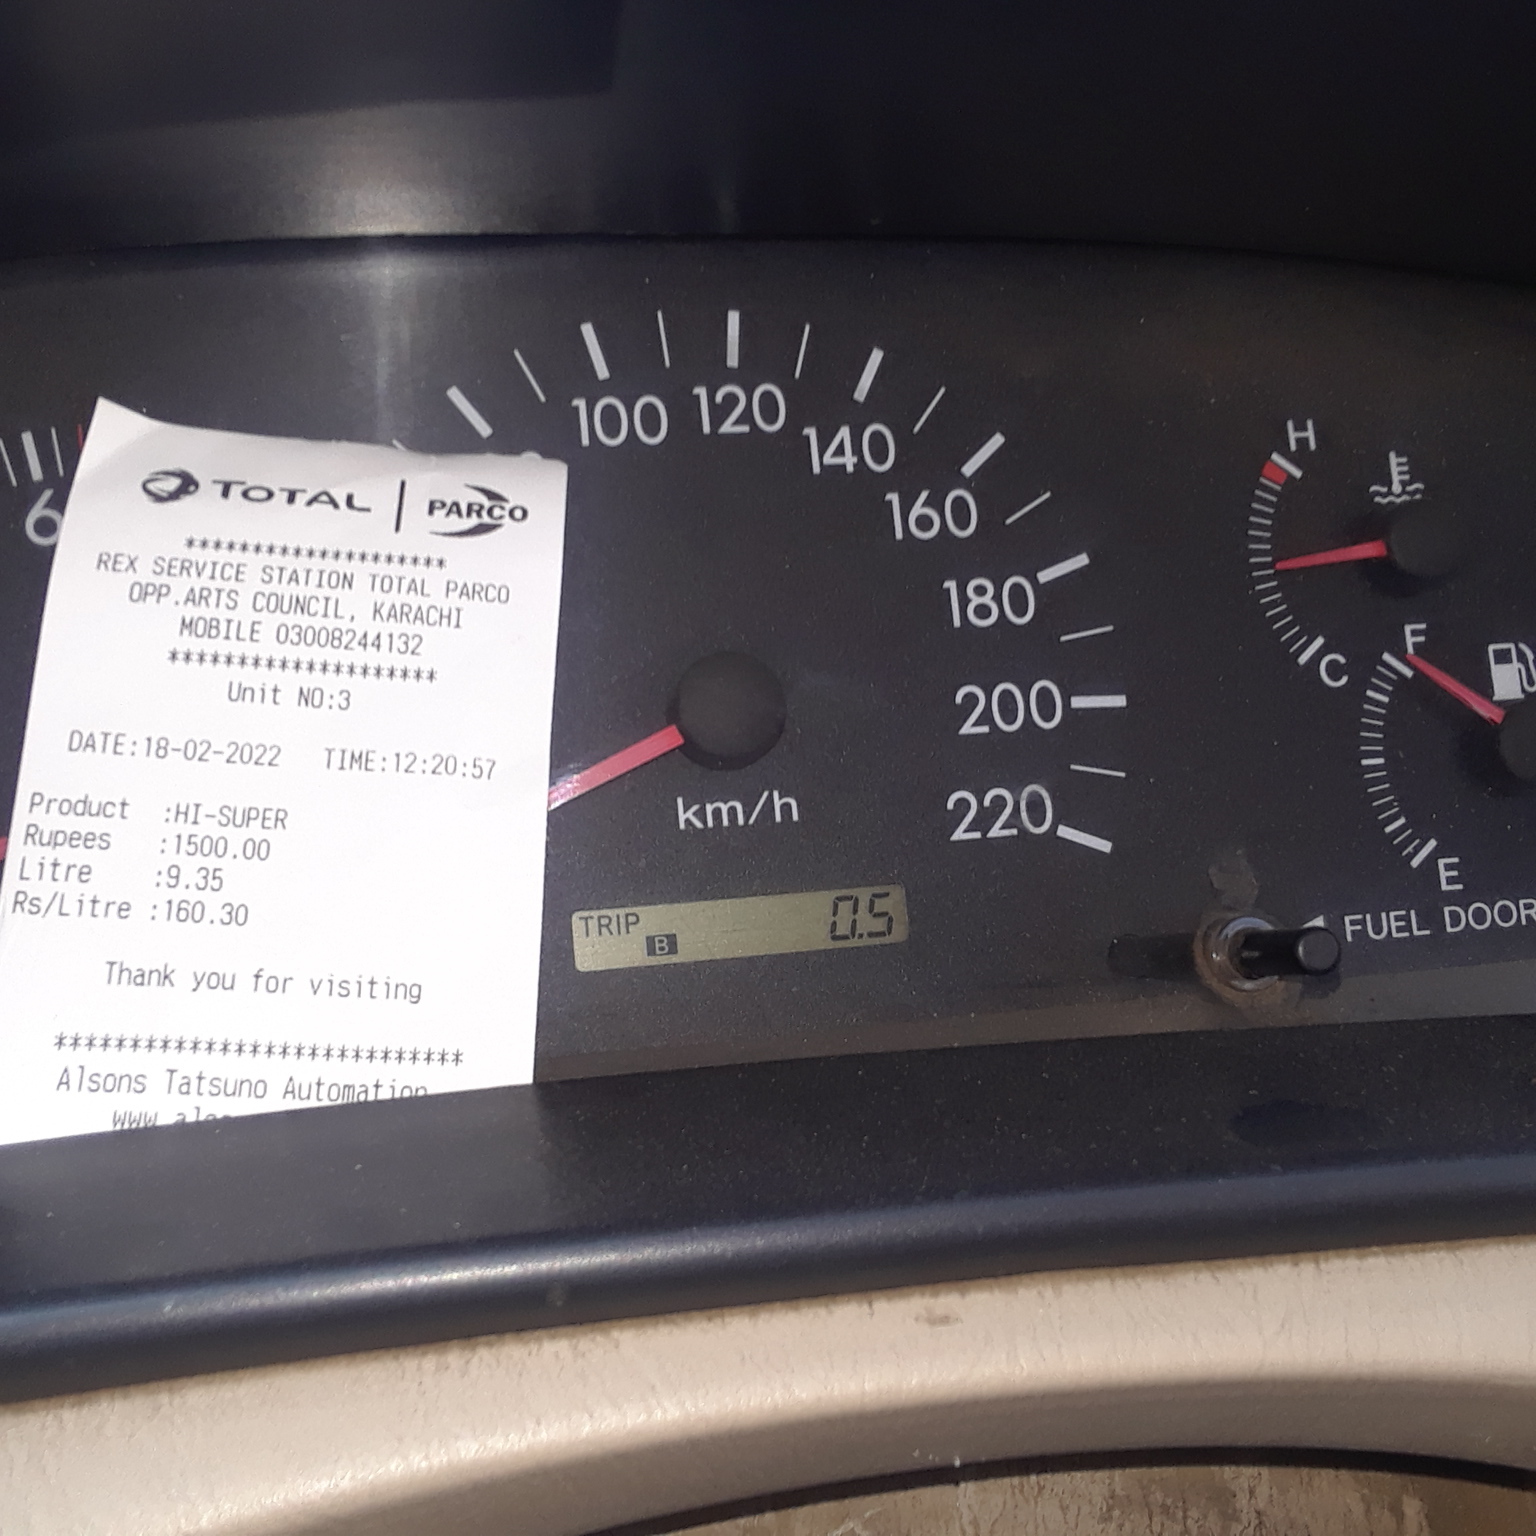 TOTAL | PARCO
********************
REX SERVICE STATION TOTAL PARCO
OPP.ARTS COUNCIL, KARACHI
MOBILE 03008244132
********************
Unit NO:3
DATE:18-02-2022 TIME:12:20:57
Product :HI-SUPER
Rupees :1500.00
Litre :9.35
Rs/Litre :160.30
Thank you for visiting
****************************
Alsons Tatsuno Automation
6
100
120
140
160
180
200
220
km/h
TRIP B 0.5
H
C
F
E
FUEL DOOR